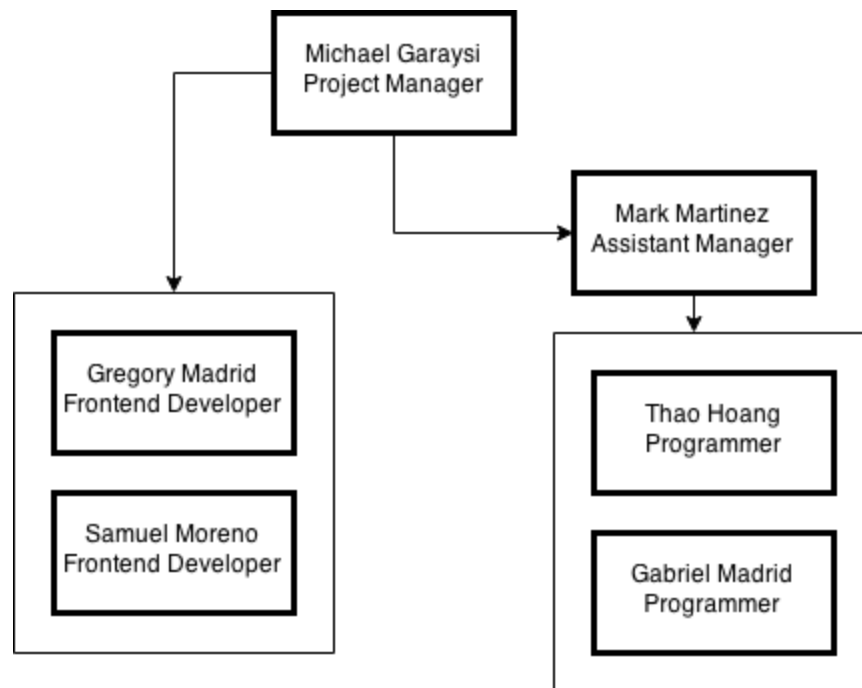 Michael Garaysi
Project Manager
Mark Martinez
Assistant Manager
Gregory Madrid
Frontend Developer
Samuel Moreno
Frontend Developer
Thao Hoang
Programmer
Gabriel Madrid
Programmer